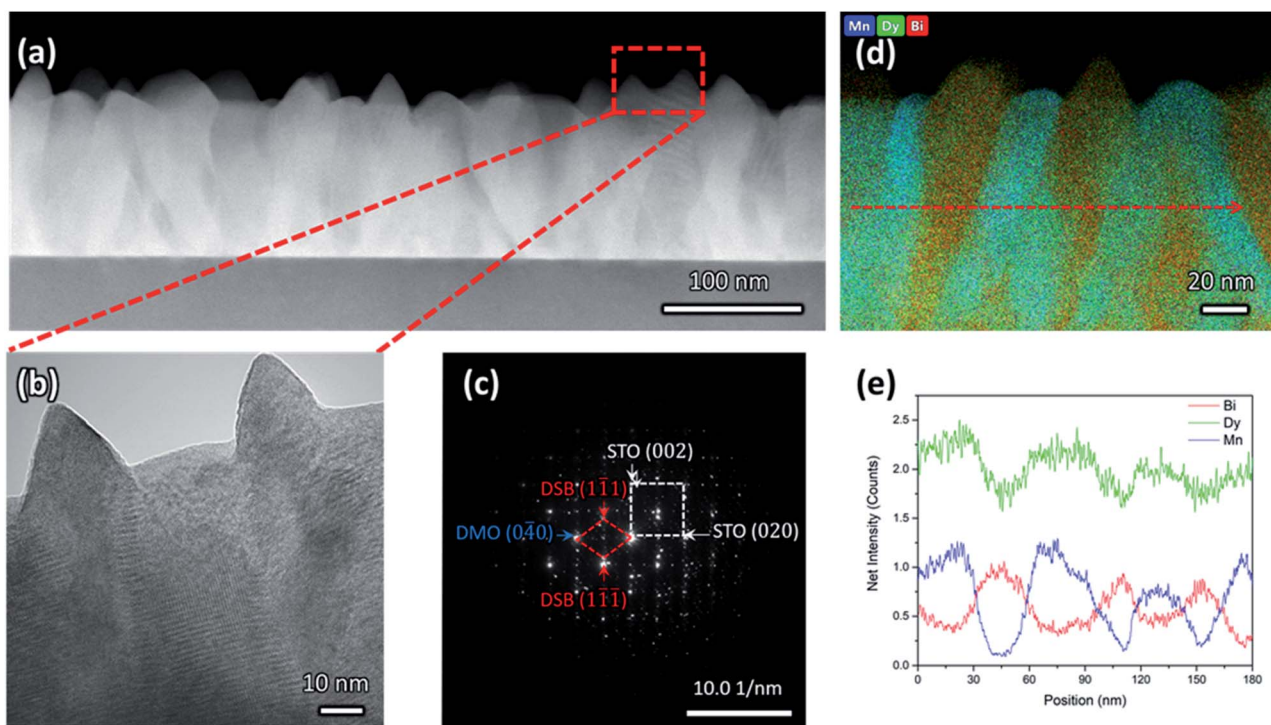 (a)
100 nm
Mn Dy Bi
(d)
20 nm
(b)
10 nm
(c)
STO (002)
DSB (11̄1)
DMO (04̄0)
STO (020)
DSB (11̄1̄)
10.0 1/nm
(e)
2.5
2.0
1.5
1.0
0.5
0.0
Net Intensity (Counts)
Bi
Dy
Mn
0 30 60 90 120 150 180
Position (nm)